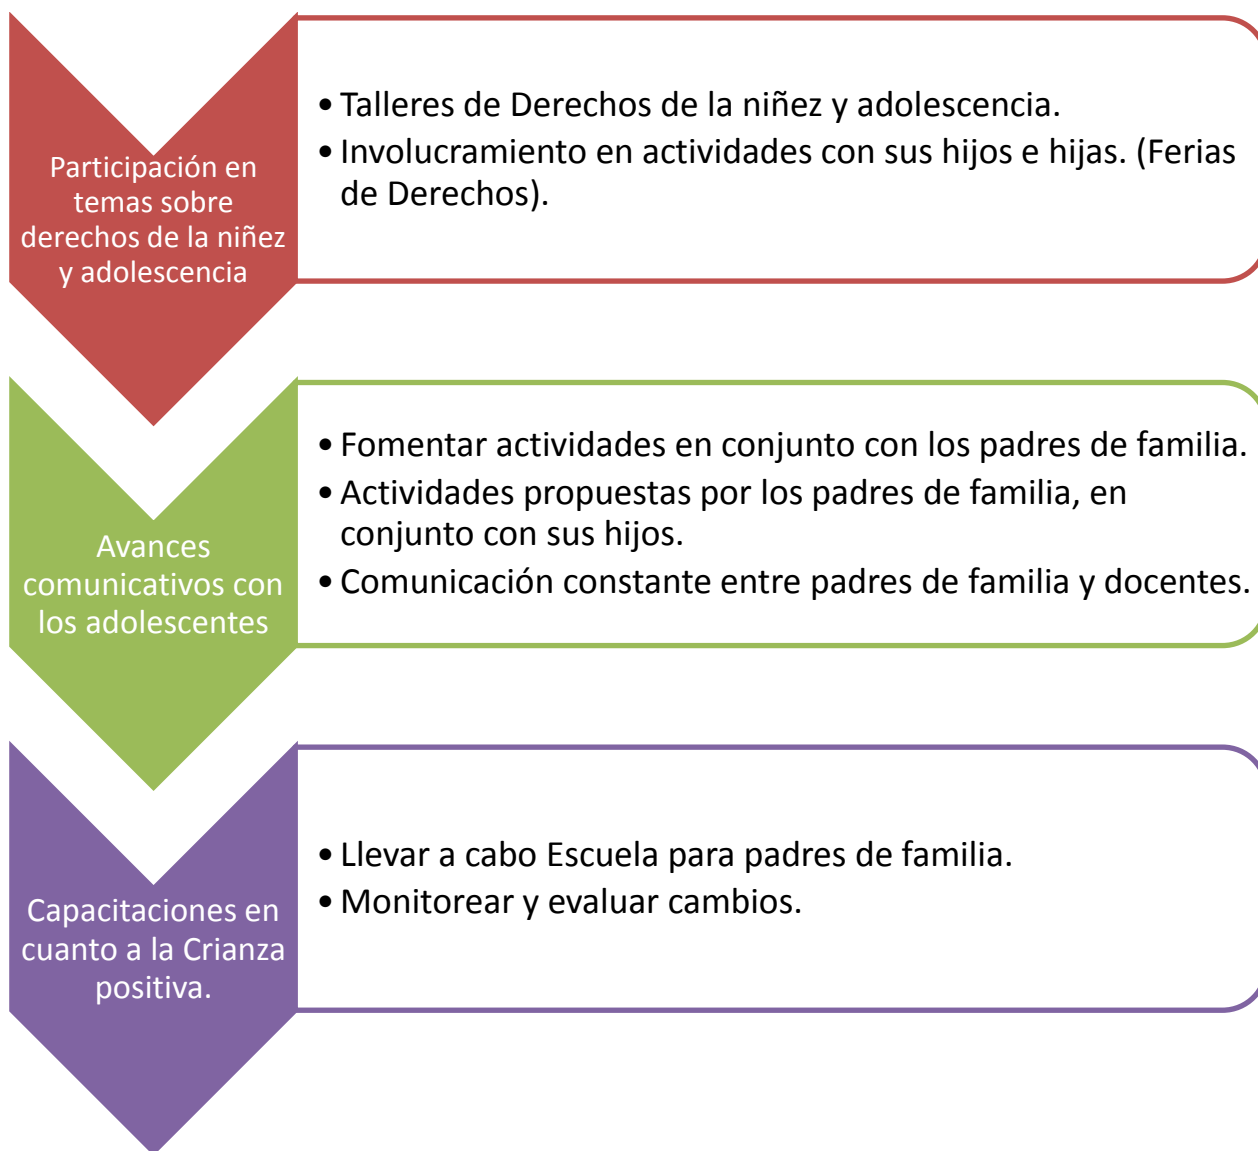 Participación en
temas sobre
derechos de la niñez
y adolescencia
• Talleres de Derechos de la niñez y adolescencia.
• Involucramiento en actividades con sus hijos e hijas. (Ferias
de Derechos).
Avances
comunicativos con
los adolescentes
• Fomentar actividades en conjunto con los padres de familia.
• Actividades propuestas por los padres de familia, en
conjunto con sus hijos.
• Comunicación constante entre padres de familia y docentes.
Capacitaciones en
cuanto a la Crianza
positiva.
• Llevar a cabo Escuela para padres de familia.
• Monitorear y evaluar cambios.